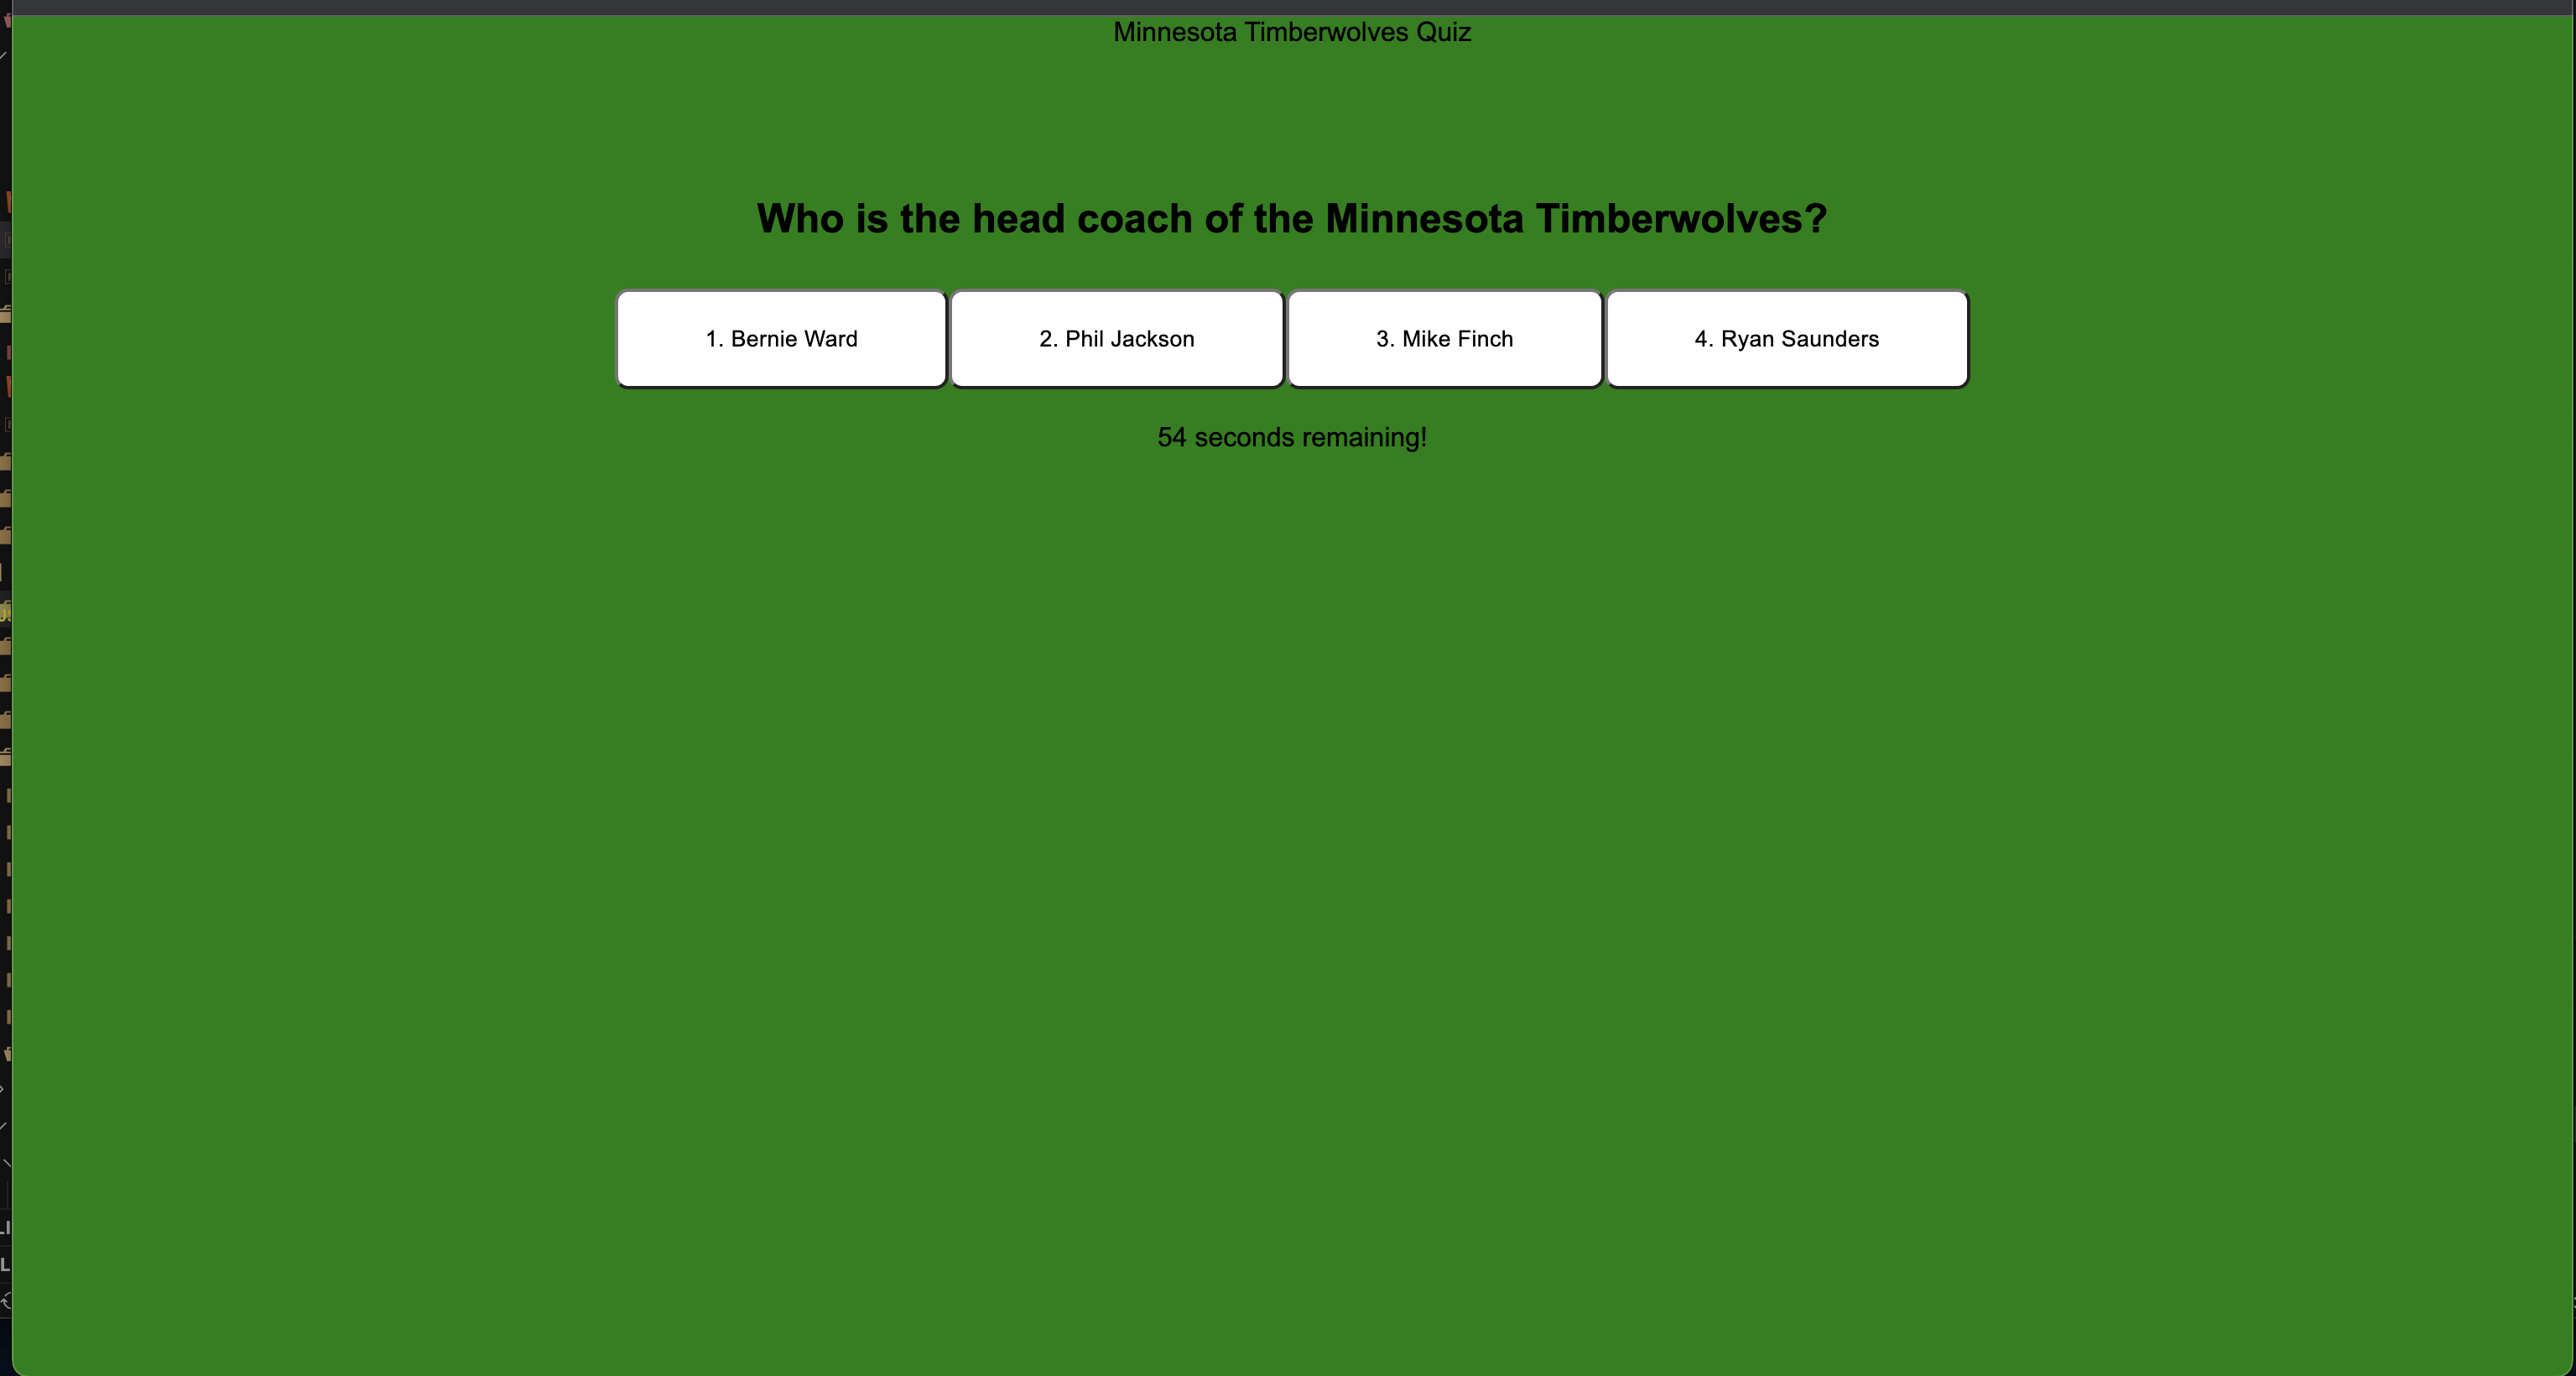 Minnesota Timberwolves Quiz
Who is the head coach of the Minnesota Timberwolves?
1. Bernie Ward
2. Phil Jackson
3. Mike Finch
4. Ryan Saunders
54 seconds remaining!